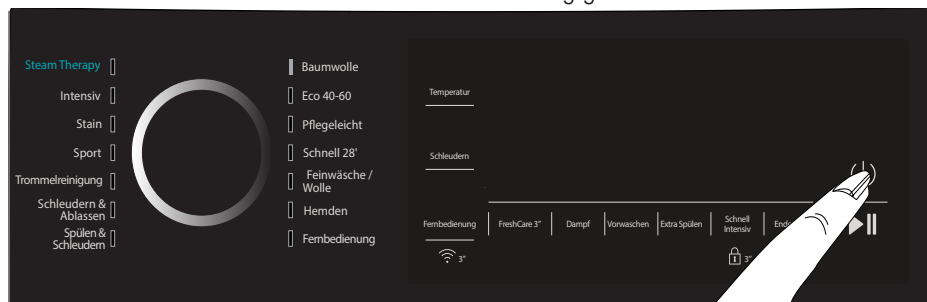 Steam Therapy
Intensiv
Stain
Sport
Trommelreinigung
Schleudern &
Ablassen
Spülen &
Schleudern
Baumwolle
Eco 40-60
Pflegeleicht
Schnell 28'
Feinwäsche /
Wolle
Hemden
Fernbedienung
Temperatur
Schleudern
Fernbedienung
FreshCare 3"
Dampf
Vorwaschen
Extra Spülen
Schnell
Intensiv
3"
3"